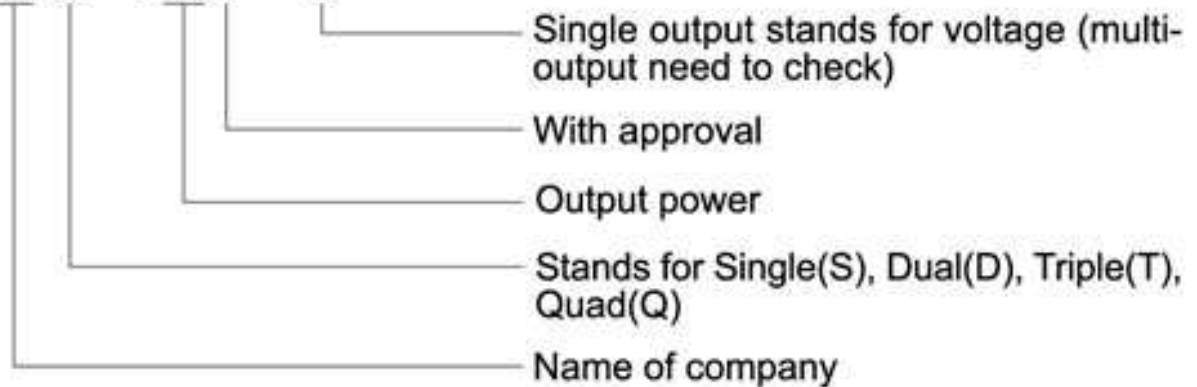 Single output stands for voltage (multi-
output need to check)
With approval
Output power
Stands for Single(S), Dual(D), Triple(T),
Quad(Q)
Name of company